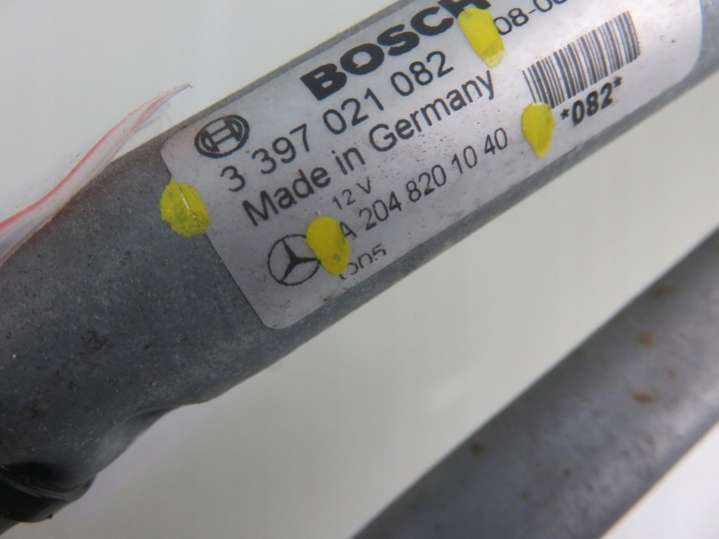 BOSCH
3 397 021 082
Made in Germany
12 V
A 204 820 10 40
*082*